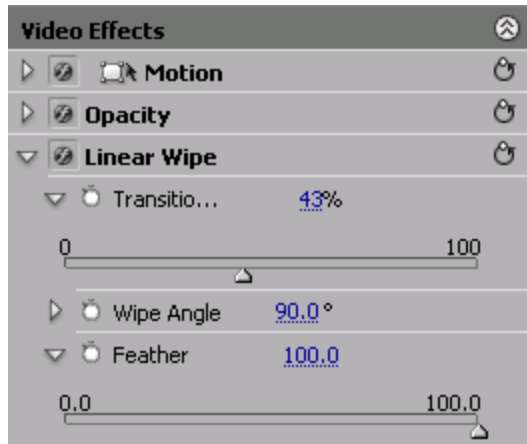 Video Effects
Motion
Opacity
Linear Wipe
Transitio... 43%
0 100
Wipe Angle 90.0°
Feather 100.0
0.0 100.0